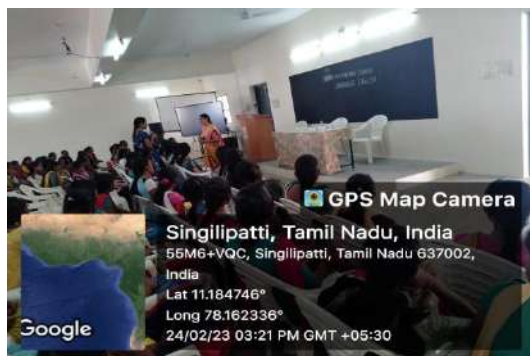 GPS Map Camera
Singilipatti, Tamil Nadu, India
55M6+VQC, Singilipatti, Tamil Nadu 637002,
India
Lat 11.184746°
Long 78.162336°
24/02/23 03:21 PM GMT +05:30
Google